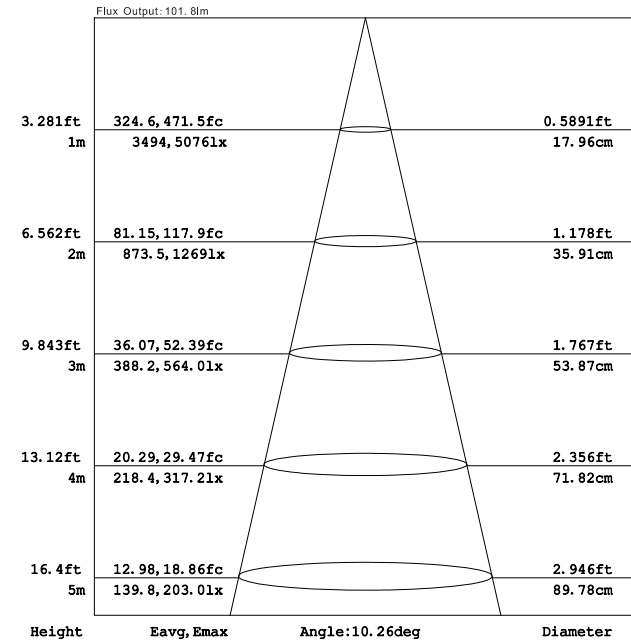 Flux Output:101.8lm
3.281ft 324.6,471.5fc 0.5891ft
1m 3494,5076lx 17.96cm
6.562ft 81.15,117.9fc 1.178ft
2m 873.5,1269lx 35.91cm
9.843ft 36.07,52.39fc 1.767ft
3m 388.2,564.0lx 53.87cm
13.12ft 20.29,29.47fc 2.356ft
4m 218.4,317.2lx 71.82cm
16.4ft 12.98,18.86fc 2.946ft
5m 139.8,203.0lx 89.78cm
Height Eavg,Emax Angle:10.26deg Diameter